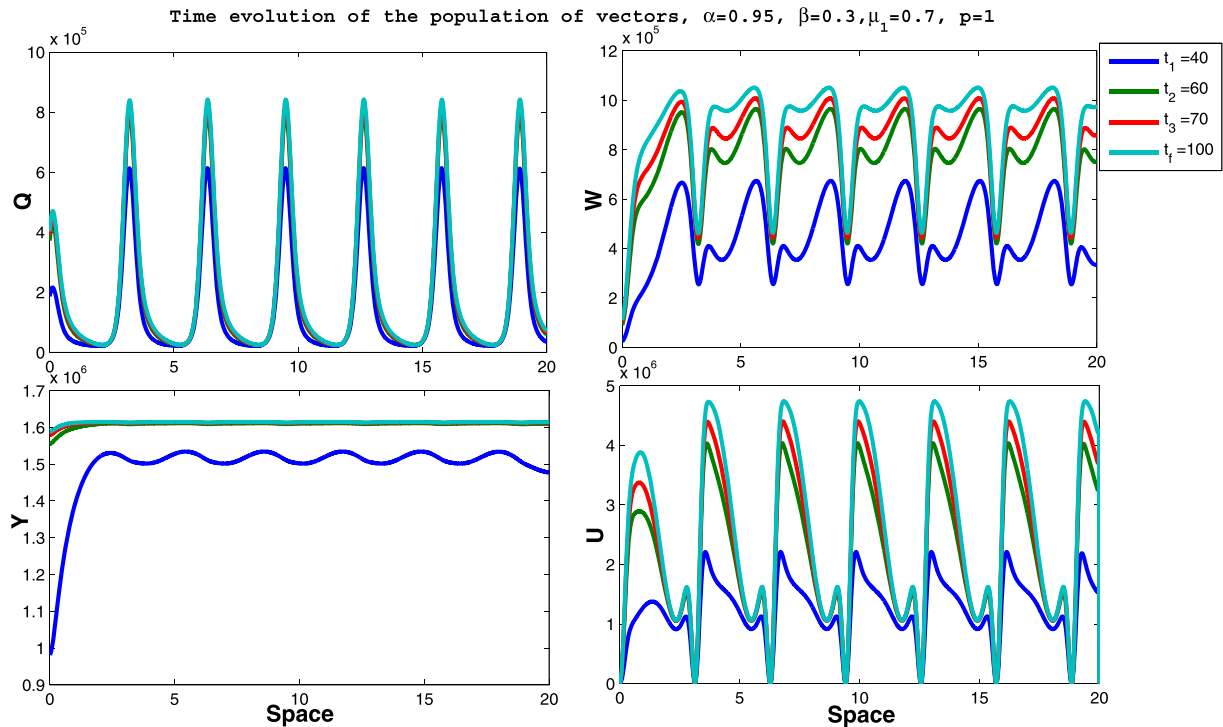 Time evolution of the population of vectors, α=0.95, β=0.3,μ1=0.7, p=1
x 10^5
10
8
6
4
2
0
Q
0 5 10 15 20
x 10^5
12
10
8
6
4
2
0
W
0 5 10 15 20
t1 =40
t2 =60
t3 =70
tf =100
x 10^6
1.7
1.6
1.5
1.4
1.3
1.2
1.1
1
0.9
Y
0 5 10 15 20
Space
x 10^6
5
4
3
2
1
0
U
0 5 10 15 20
Space